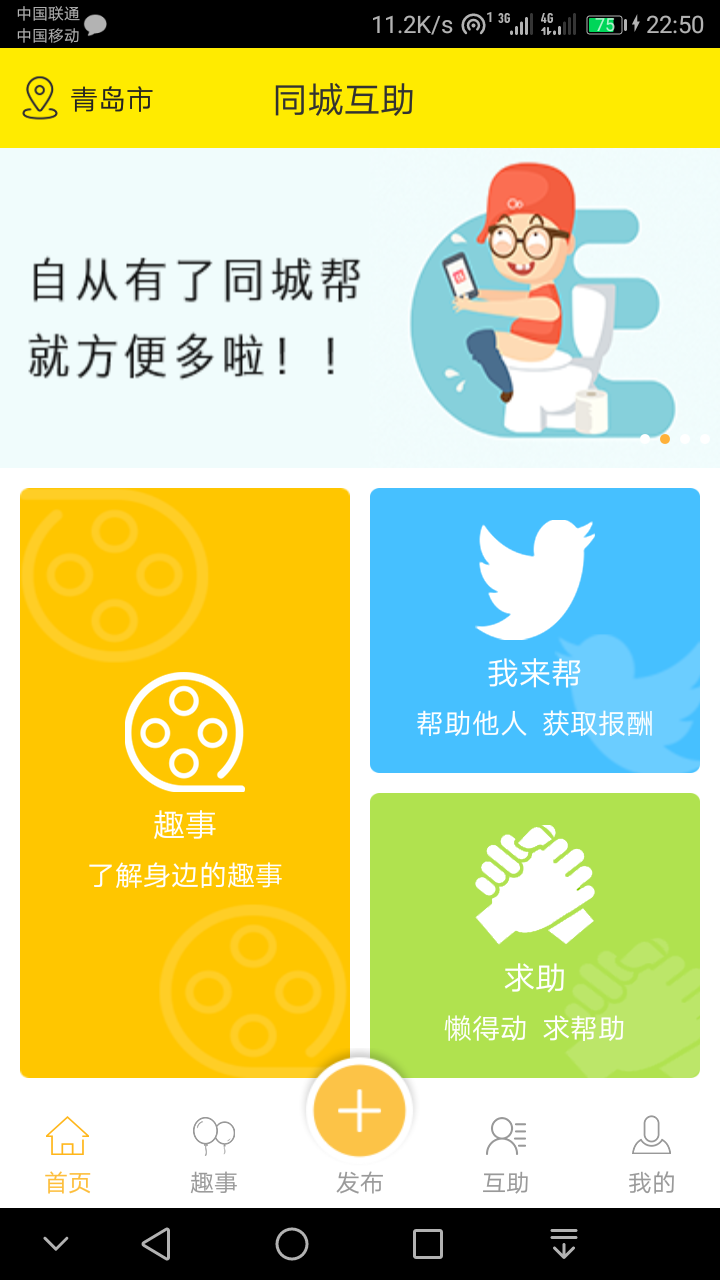 中国联通
中国移动
11.2K/s 1 3G 4G 75 22:50
青岛市 同城互助
自从有了同城帮
就方便多啦！！
我来帮
帮助他人 获取报酬
趣事
了解身边的趣事
求助
懒得动 求帮助
首页 趣事 发布 互助 我的